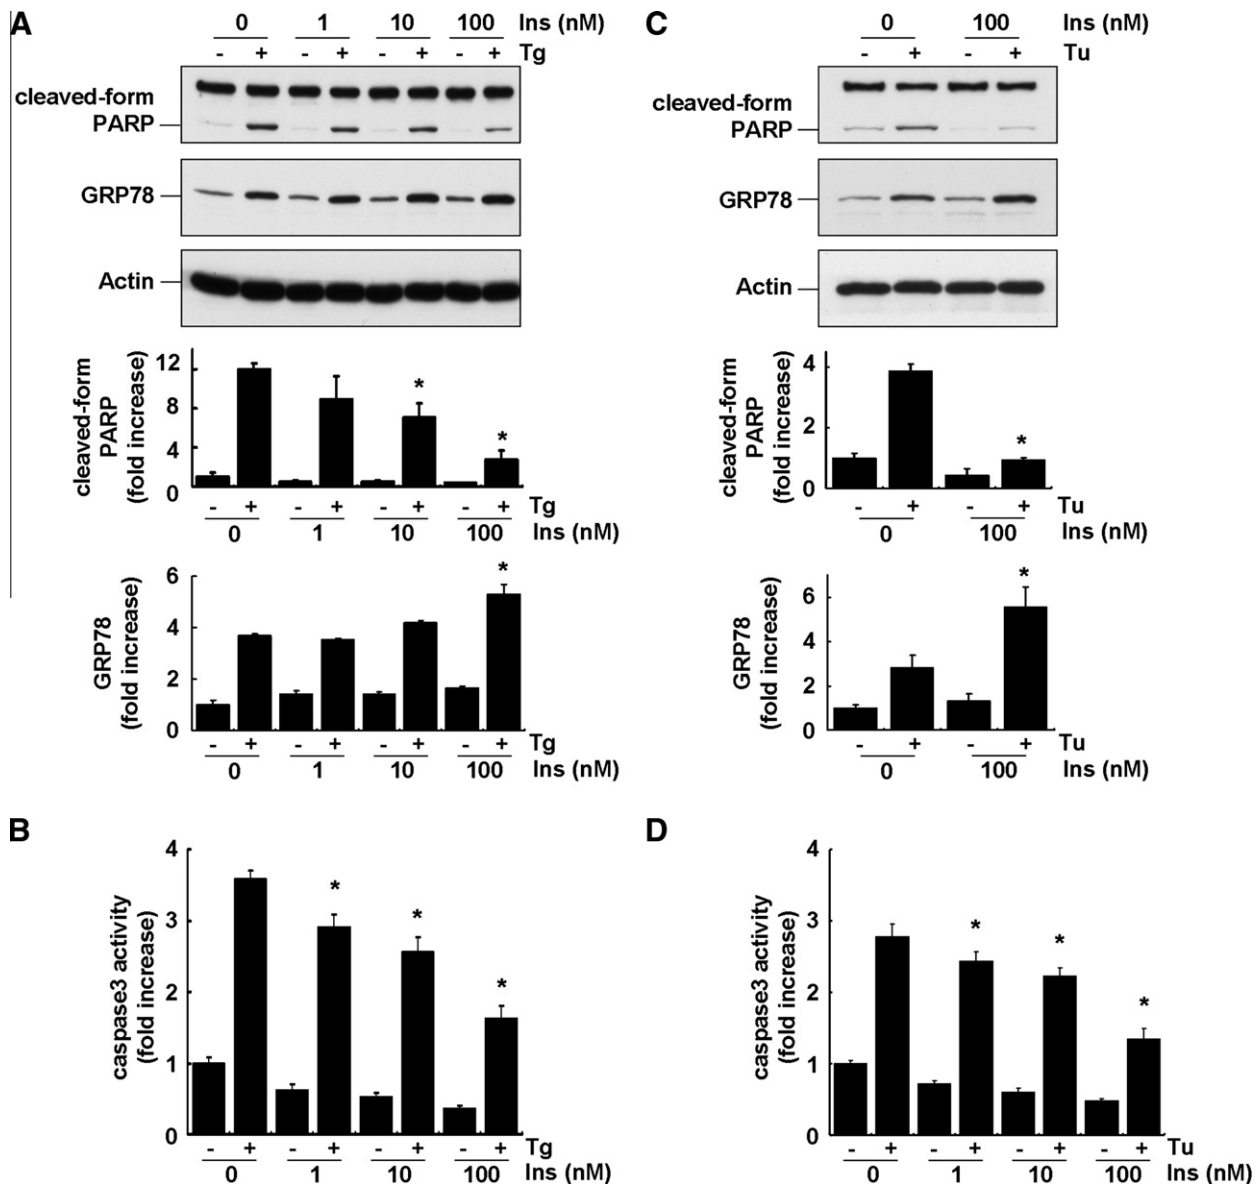 A
0 1 10 100 Ins (nM)
- + - + - + - + Tg
cleaved-form
PARP
GRP78
Actin
cleaved-form
PARP
(fold increase)
12
8
4
0
- + - + - + - + Tg
0 1 10 100 Ins (nM)
* *
GRP78
(fold increase)
6
4
2
0
*
- + - + - + - + Tg
0 1 10 100 Ins (nM)
B
caspase3 activity
(fold increase)
4
3
2
1
0
* * *
- + - + - + - + Tg
0 1 10 100 Ins (nM)
C
0 100 Ins (nM)
- + - + Tu
cleaved-form
PARP
GRP78
Actin
cleaved-form
PARP
(fold increase)
4
2
0
*
- + - + Tu
0 100 Ins (nM)
GRP78
(fold increase)
6
4
2
0
*
- + - + Tu
0 100 Ins (nM)
D
caspase3 activity
(fold increase)
4
3
2
1
0
* * *
- + - + - + - + Tu
0 1 10 100 Ins (nM)